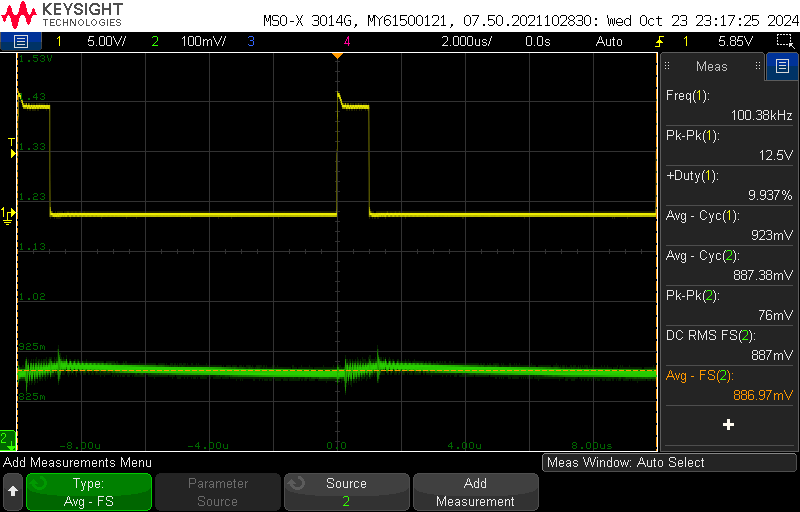 KEYSIGHT
TECHNOLOGIES
MSO-X 3014G, MY61500121, 07.50.2021102830: Wed Oct 23 23:17:25 2024
1 5.00V/ 2 100mV/ 3 4 2.000us/ 0.0s Auto 1 5.85V
1.53V
1.43
1.33
1.23
1.13
1.02
925m
825m
T
1
2
-8.00u -4.00u 0.0 4.00u 8.00u
Meas
Freq(1):
100.38kHz
Pk-Pk(1):
12.5V
+Duty(1):
9.937%
Avg - Cyc(1):
923mV
Avg - Cyc(2):
887.38mV
Pk-Pk(2):
76mV
DC RMS FS(2):
887mV
Avg - FS(2):
886.97mV
+
Add Measurements Menu
Meas Window: Auto Select
Type:
Avg - FS
Parameter
Source
Source
2
Add
Measurement